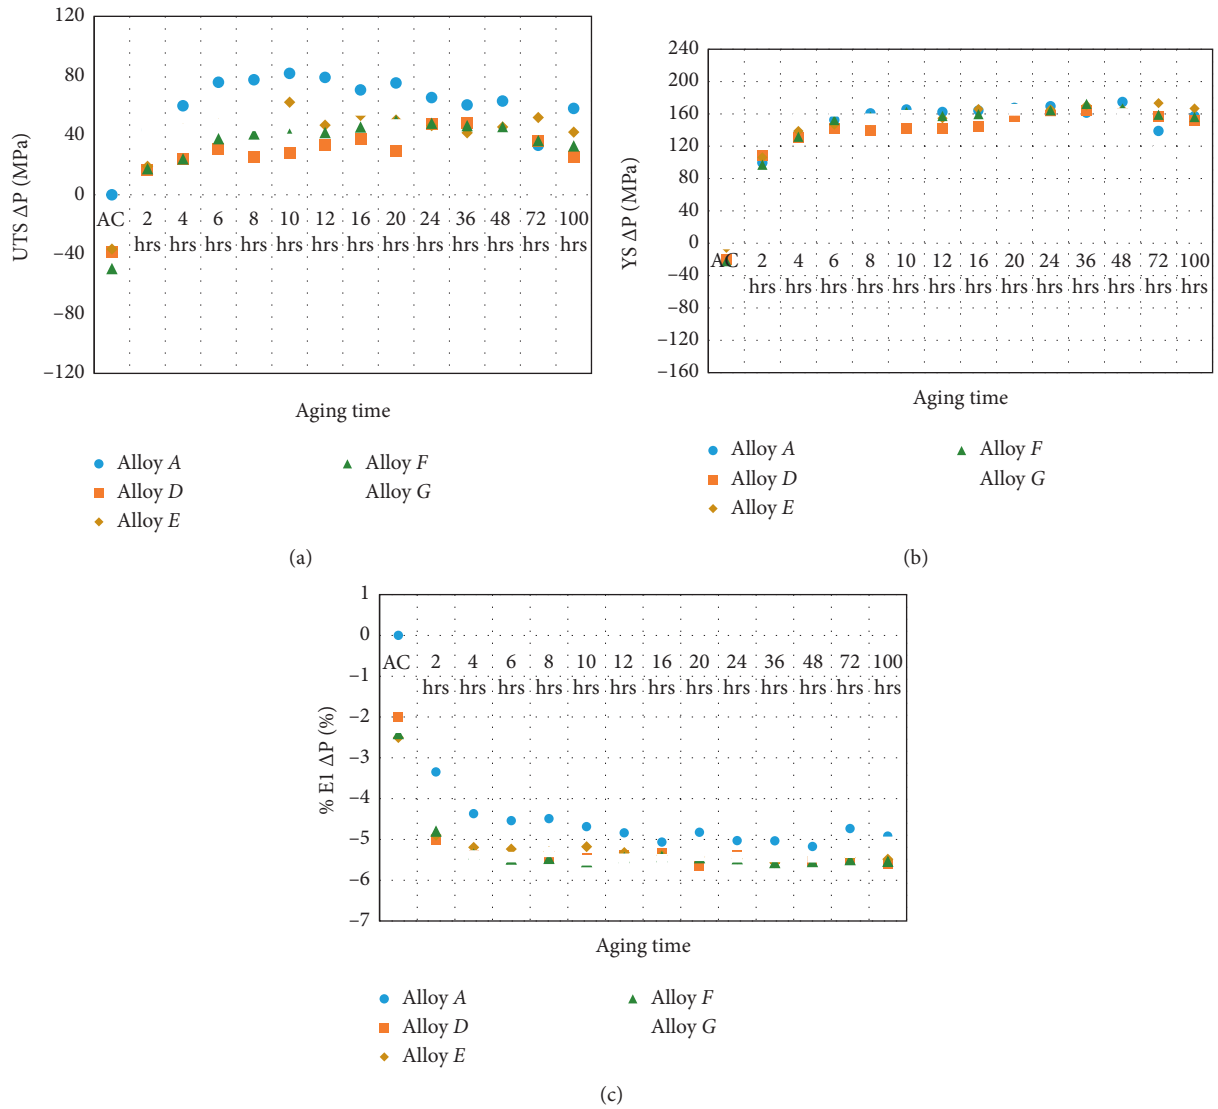 120
80
40
0
–40
–80
–120
UTS ΔP (MPa)
AC 2 4 6 8 10 12 16 20 24 36 48 72 100
hrs hrs hrs hrs hrs hrs hrs hrs hrs hrs hrs hrs hrs
Aging time
Alloy A
Alloy D
Alloy E
Alloy F
Alloy G
(a)
240
200
160
120
80
40
0
–40
–80
–120
–160
YS ΔP (MPa)
AC 2 4 6 8 10 12 16 20 24 36 48 72 100
hrs hrs hrs hrs hrs hrs hrs hrs hrs hrs hrs hrs hrs
Aging time
Alloy A
Alloy D
Alloy E
Alloy F
Alloy G
(b)
1
0
–1
–2
–3
–4
–5
–6
–7
% E1 ΔP (%)
AC 2 4 6 8 10 12 16 20 24 36 48 72 100
hrs hrs hrs hrs hrs hrs hrs hrs hrs hrs hrs hrs hrs
Aging time
Alloy A
Alloy D
Alloy E
Alloy F
Alloy G
(c)